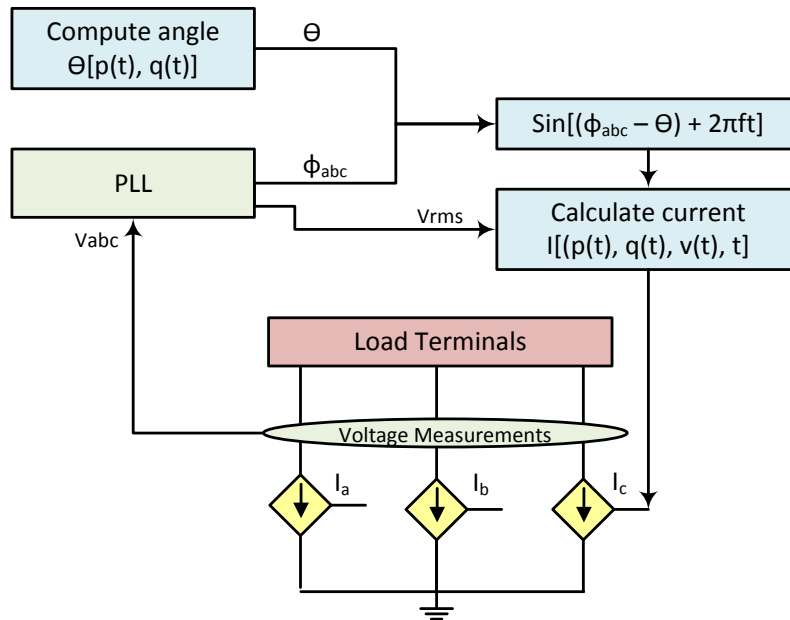 Compute angle
Θ[p(t), q(t)]
Θ
Sin[(ϕabc – Θ) + 2πft]
PLL
ϕabc
Vrms
Calculate current
I[(p(t), q(t), v(t), t]
Vabc
Load Terminals
Voltage Measurements
Ia
Ib
Ic